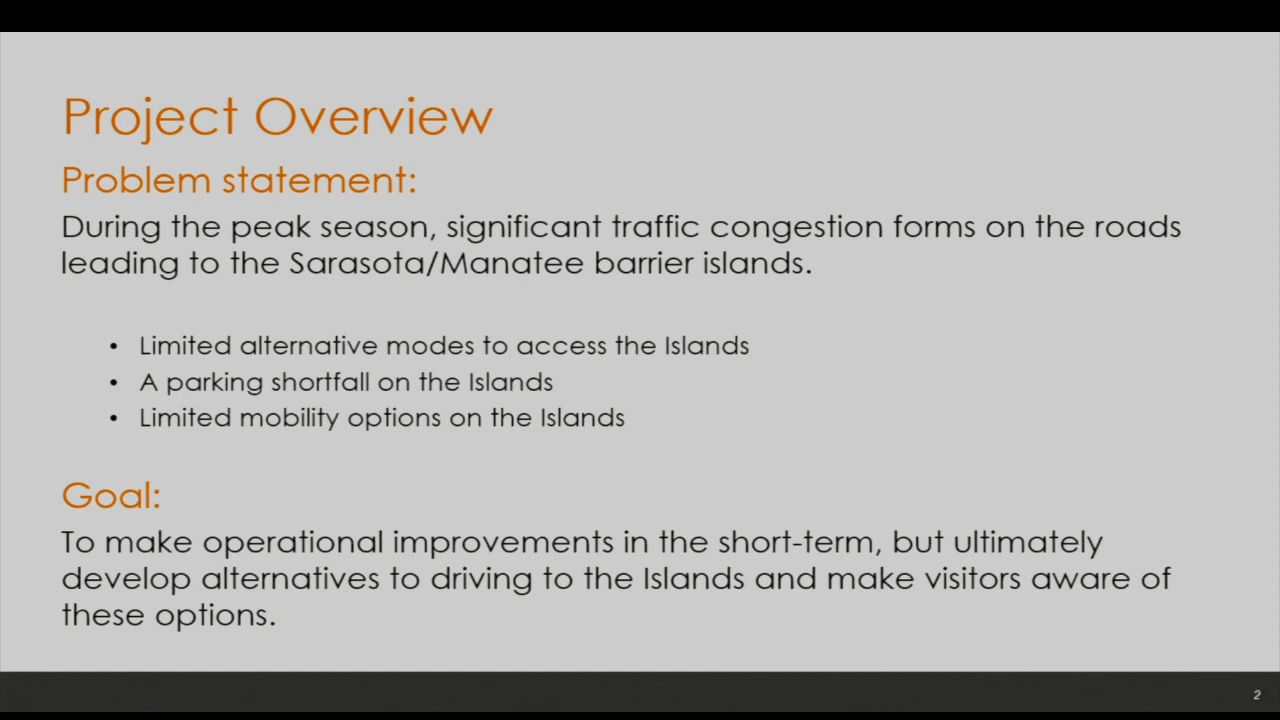 Project Overview
Problem statement:
During the peak season, significant traffic congestion forms on the roads
leading to the Sarasota/Manatee barrier islands.
• Limited alternative modes to access the Islands
• A parking shortfall on the Islands
• Limited mobility options on the Islands
Goal:
To make operational improvements in the short-term, but ultimately
develop alternatives to driving to the Islands and make visitors aware of
these options.
2